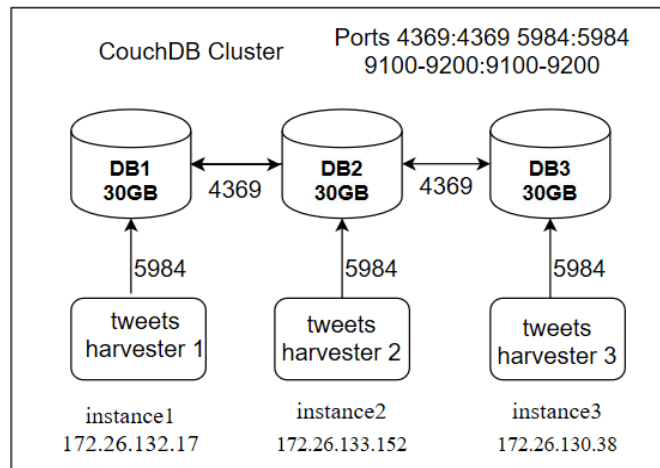 CouchDB Cluster
Ports 4369:4369 5984:5984
9100-9200:9100-9200
DB1
30GB
4369
DB2
30GB
4369
DB3
30GB
5984
5984
5984
tweets
harvester 1
tweets
harvester 2
tweets
harvester 3
instance1
172.26.132.17
instance2
172.26.133.152
instance3
172.26.130.38